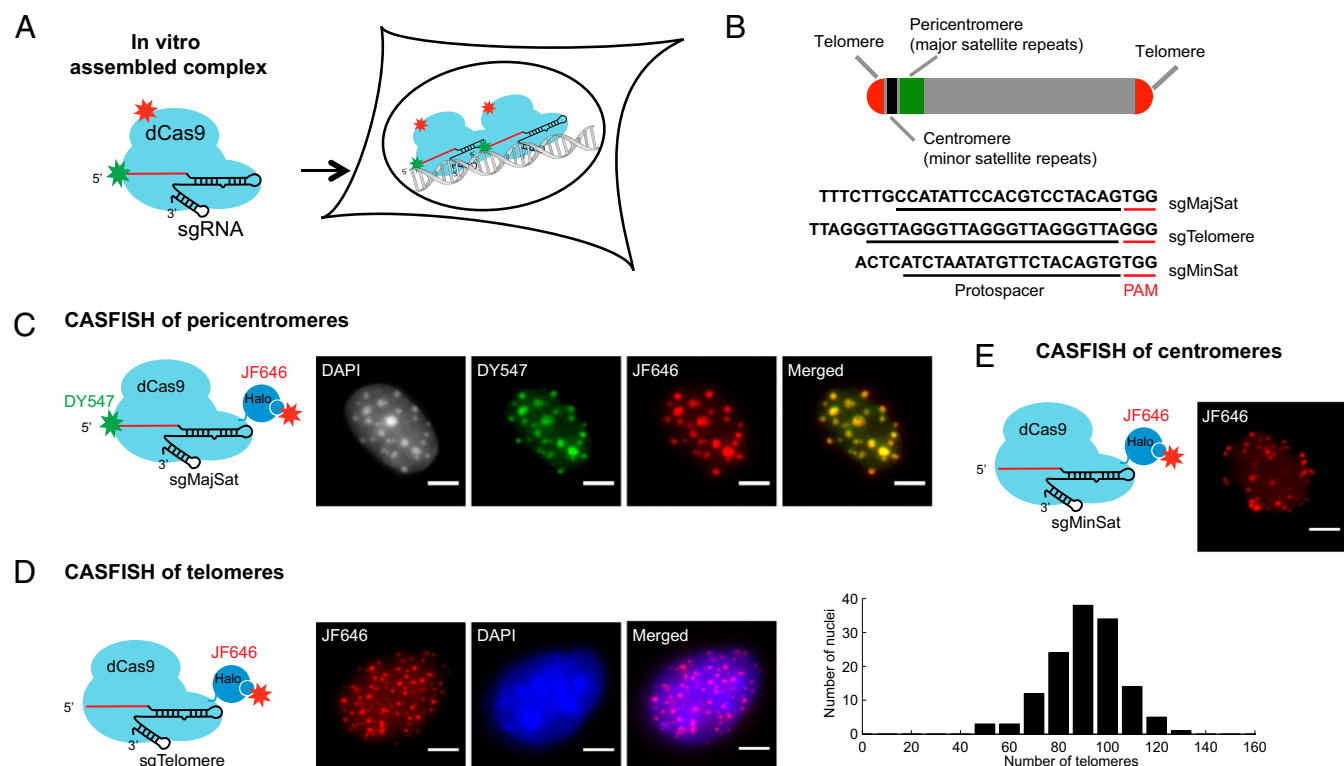 A
In vitro
assembled complex
dCas9
5’
3’
sgRNA
5’
5’
B
Telomere
Pericentromere
(major satellite repeats)
Telomere
Centromere
(minor satellite repeats)
TTTCTTGCCATATTCCACGTCCTACAGTGG sgMajSat
TTAGGGTTAGGGTTAGGGTTAGGGTTAGGG sgTelomere
ACTCATCTAATATGTTCTACAGTGTGG sgMinSat
Protospacer PAM
C CASFISH of pericentromeres
JF646
dCas9
Halo
DY547
5’
3’
sgMajSat
DAPI DY547 JF646 Merged
E CASFISH of centromeres
dCas9
JF646
Halo
5’
3’
sgMinSat
JF646
D CASFISH of telomeres
dCas9
JF646
Halo
5’
3’
sgTelomere
JF646 DAPI Merged
Number of nuclei
40
30
20
10
0
0 20 40 60 80 100 120 140 160
Number of telomeres